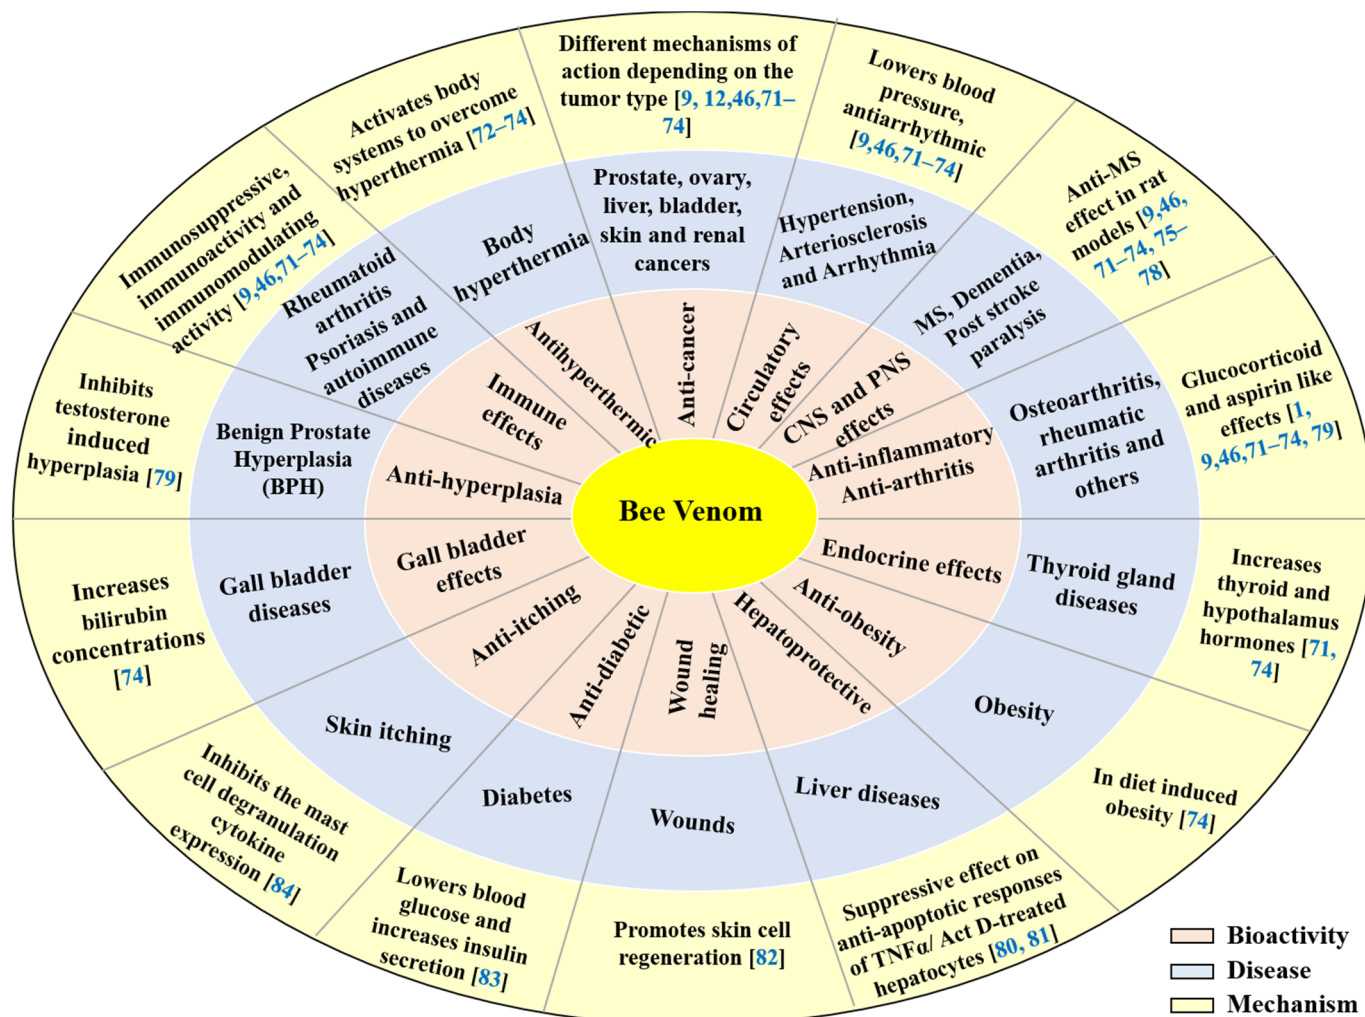 Different mechanisms of
action depending on the
tumor type [9, 12,46,71–
74]
Prostate, ovary,
liver, bladder,
skin and renal
cancers
Anti-cancer
Lowers blood
pressure,
antiarrhythmic
[9,46,71–74]
Hypertension,
Arteriosclerosis
and Arrhythmia
Circulatory
effects
Anti-MS
effect in rat
models [9,46,
71–74, 75–
78]
MS, Dementia,
Post stroke
paralysis
CNS and PNS
effects
Glucocorticoid
and aspirin like
effects [1,
9,46,71–74, 79]
Osteoarthritis,
rheumatic
arthritis and
others
Anti-inflammatory
Anti-arthritis
Increases
thyroid and
hypothalamus
hormones [71,
74]
Thyroid gland
diseases
Endocrine effects
In diet induced
obesity [74]
Obesity
Anti-obesity
Suppressive effect on
anti-apoptotic responses
of TNFα/ Act D-treated
hepatocytes [80, 81]
Liver diseases
Hepatoprotective
Promotes skin cell
regeneration [82]
Wounds
Wound
healing
Lowers blood
glucose and
increases insulin
secretion [83]
Diabetes
Anti-diabetic
Inhibits the mast
cell degranulation
cytokine
expression [84]
Skin itching
Anti-itching
Increases
bilirubin
concentrations
[74]
Gall bladder
diseases
Gall bladder
effects
Inhibits
testosterone
induced
hyperplasia [79]
Benign Prostate
Hyperplasia
(BPH)
Anti-hyperplasia
Immunosuppressive,
immunoactivity and
immunomodulating
activity [9,46,71–74]
Rheumatoid
arthritis
Psoriasis and
autoimmune
diseases
Immune
effects
Activates body
systems to overcome
hyperthermia [72–74]
Body
hyperthermia
Antihyperthermic
Bee Venom
Bioactivity
Disease
Mechanism